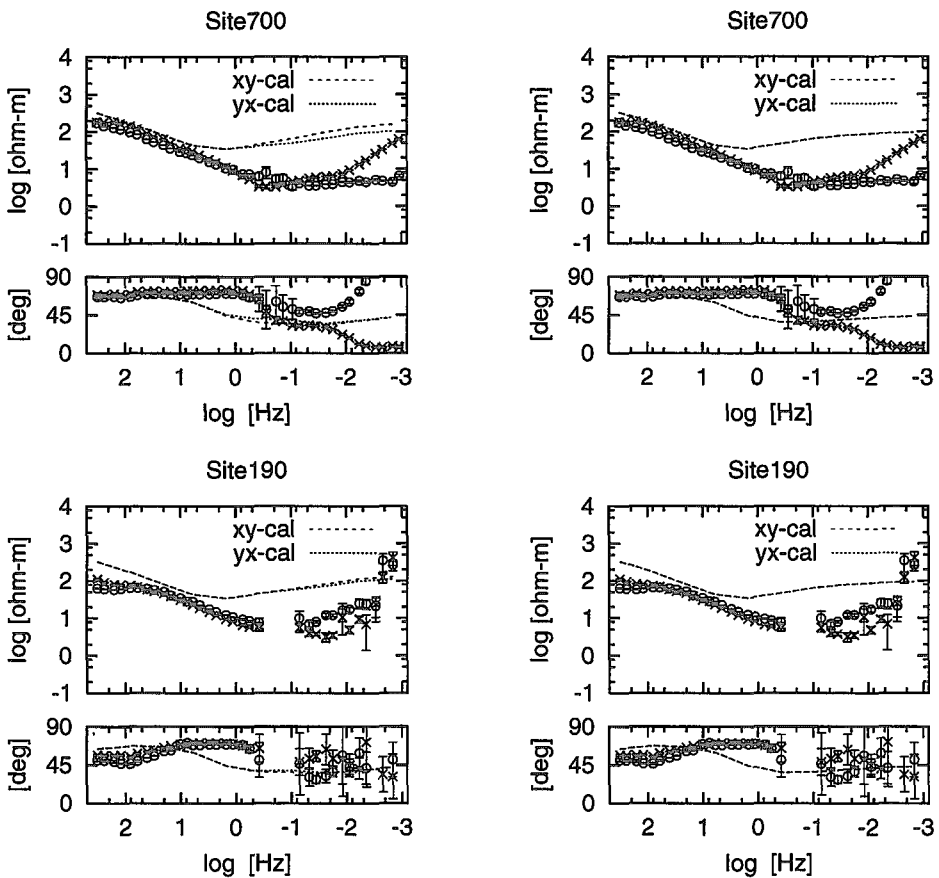 Site700
4
3
2
1
0
-1
log [ohm-m]
xy-cal
yx-cal
90
45
0
[deg]
2 1 0 -1 -2 -3
log [Hz]
Site700
4
3
2
1
0
-1
log [ohm-m]
xy-cal
yx-cal
90
45
0
[deg]
2 1 0 -1 -2 -3
log [Hz]
Site190
4
3
2
1
0
-1
log [ohm-m]
xy-cal
yx-cal
90
45
0
[deg]
2 1 0 -1 -2 -3
log [Hz]
Site190
4
3
2
1
0
-1
log [ohm-m]
xy-cal
yx-cal
90
45
0
[deg]
2 1 0 -1 -2 -3
log [Hz]